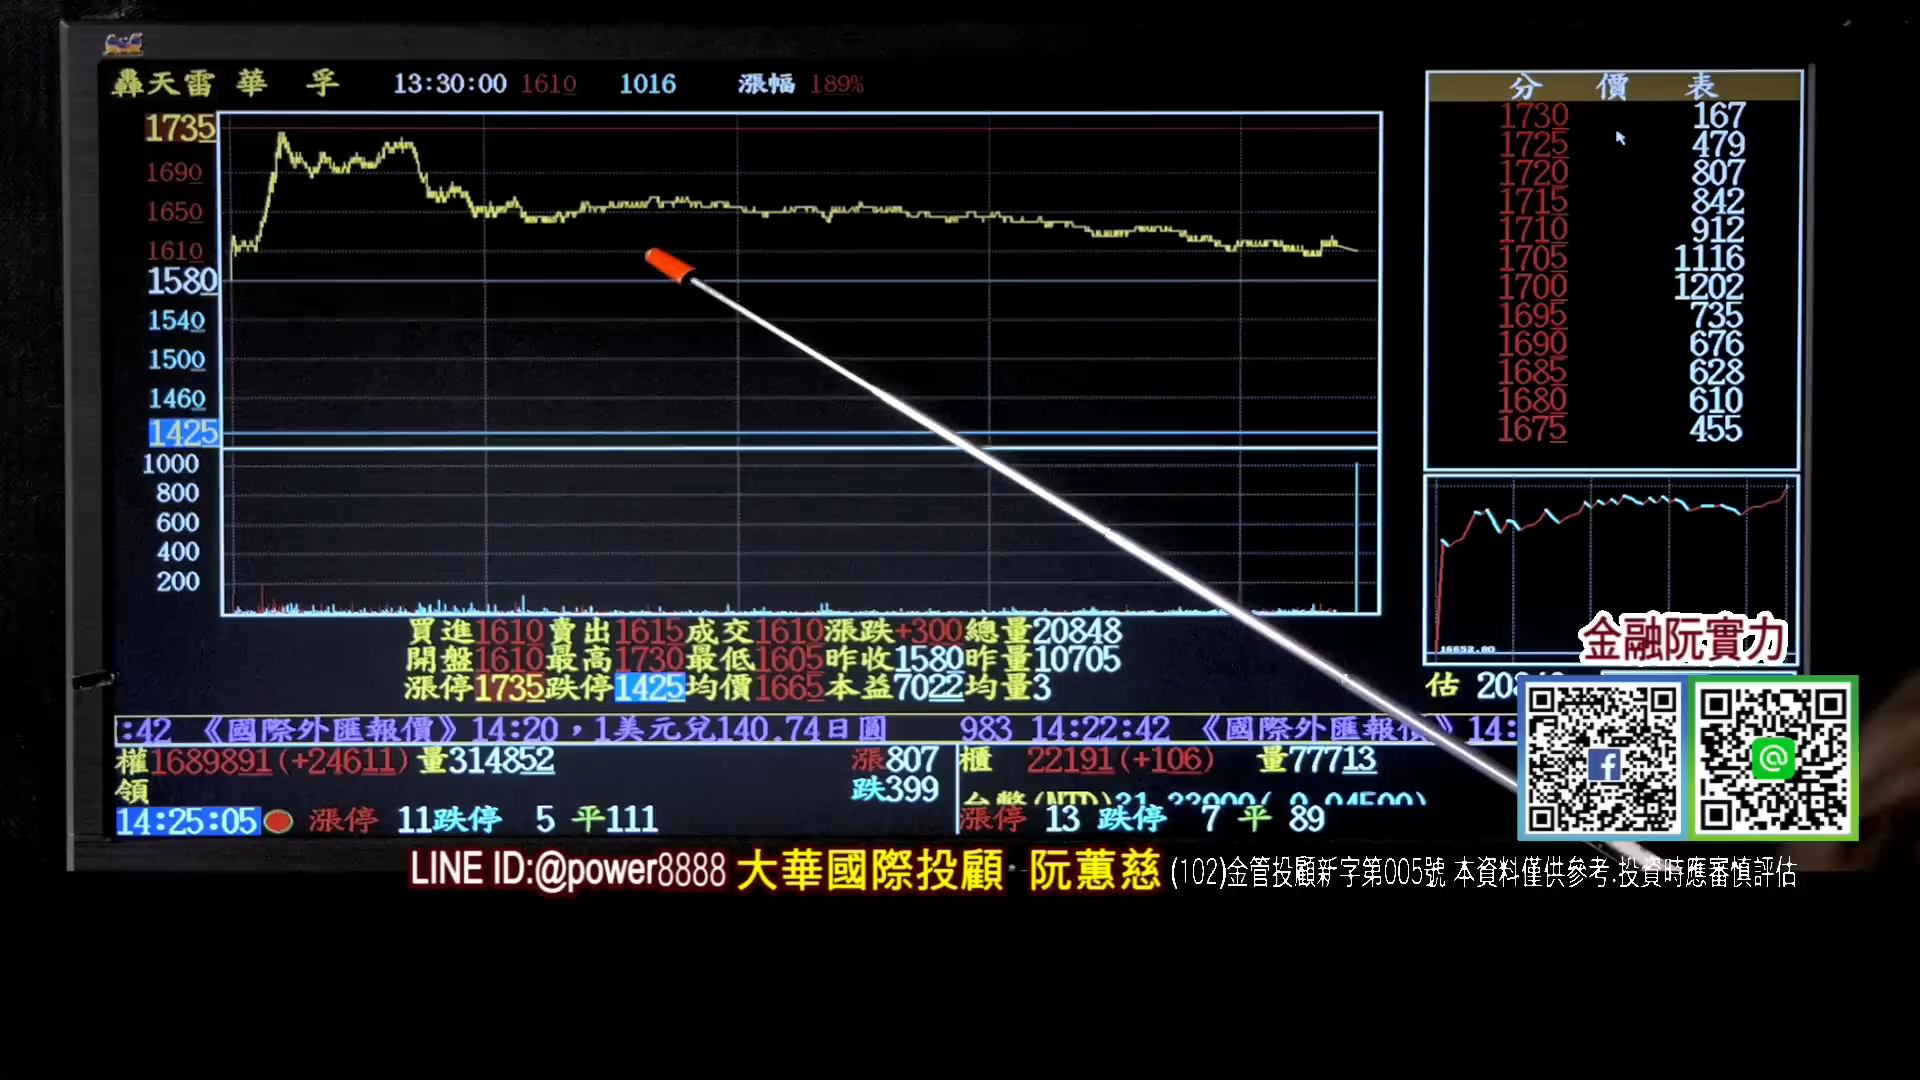 轟天雷 華 孚 13:30:00 1610 1016 漲幅 189%
1735
1690
1650
1610
1580
1540
1500
1460
1425
1000
800
600
400
200
分 價 表
1730 167
1725 479
1720 807
1715 842
1710 912
1705 1116
1700 1202
1695 735
1690 676
1685 628
1680 610
1675 455
16652.80
金融阮實力
買進1610賣出1615成交1610漲跌+300總量20848
開盤1610最高1730最低1605昨收1580昨量10705
漲停1735跌停1425均價1665本益7022均量3
估
:42 《國際外匯報價》14:20，1美元兌140.74日圓 983 14:22:42 《國際外匯報價》14:
權1689891(+24611)量314852 漲807 櫃 22191(+106) 量77713
領 跌399
14:25:05 漲停 11跌停 5 平111 漲停 13 跌停 7 平 89
LINE ID:@power8888 大華國際投顧 阮蕙慈 (102)金管投顧新字第005號 本資料僅供參考.投資時應審慎評估